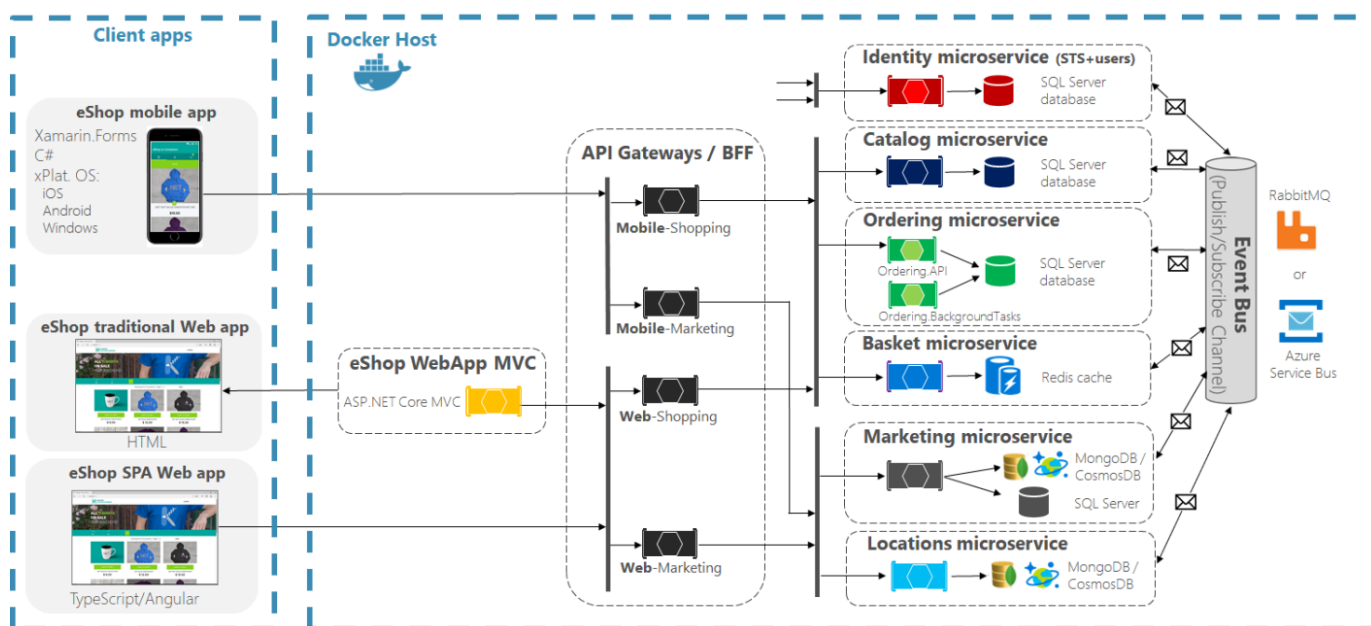 Client apps
eShop mobile app
Xamarin.Forms
C#
xPlat. OS:
iOS
Android
Windows
eShop traditional Web app
HTML
eShop SPA Web app
TypeScript/Angular
Docker Host
eShop WebApp MVC
ASP.NET Core MVC
API Gateways / BFF
Mobile-Shopping
Mobile-Marketing
Web-Shopping
Web-Marketing
Identity microservice (STS+users)
SQL Server
database
Catalog microservice
SQL Server
database
Ordering microservice
Ordering.API
SQL Server
database
Ordering.BackgroundTasks
Basket microservice
Redis cache
Marketing microservice
MongoDB /
CosmosDB
SQL Server
Locations microservice
MongoDB /
CosmosDB
Event Bus
(Publish/Subscribe Channel)
RabbitMQ
or
Azure
Service Bus